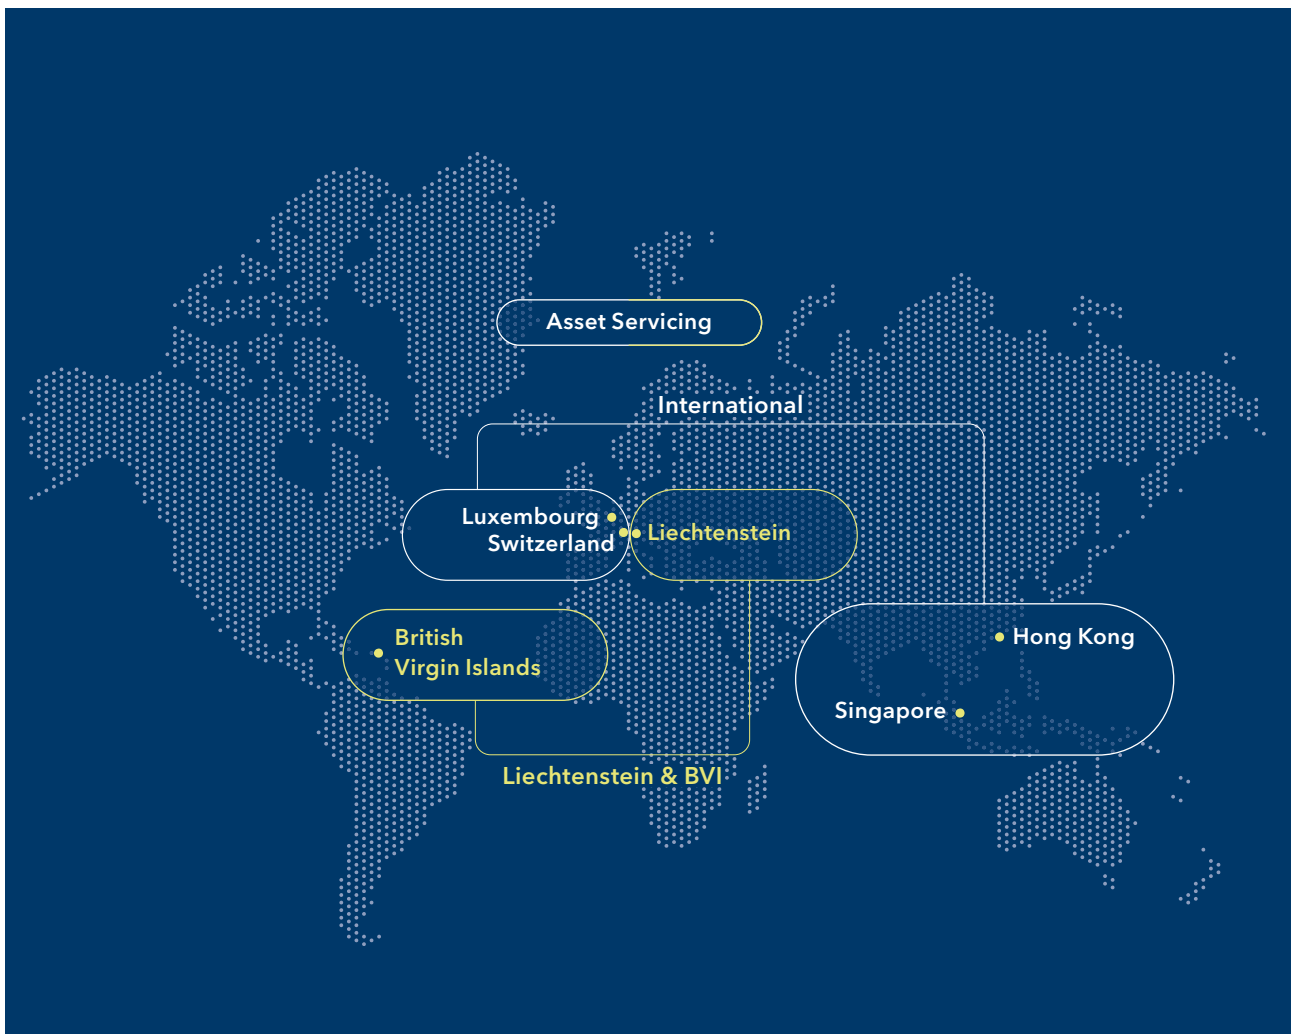 Asset Servicing
International
Luxembourg
Switzerland
Liechtenstein
British
Virgin Islands
Hong Kong
Singapore
Liechtenstein & BVI